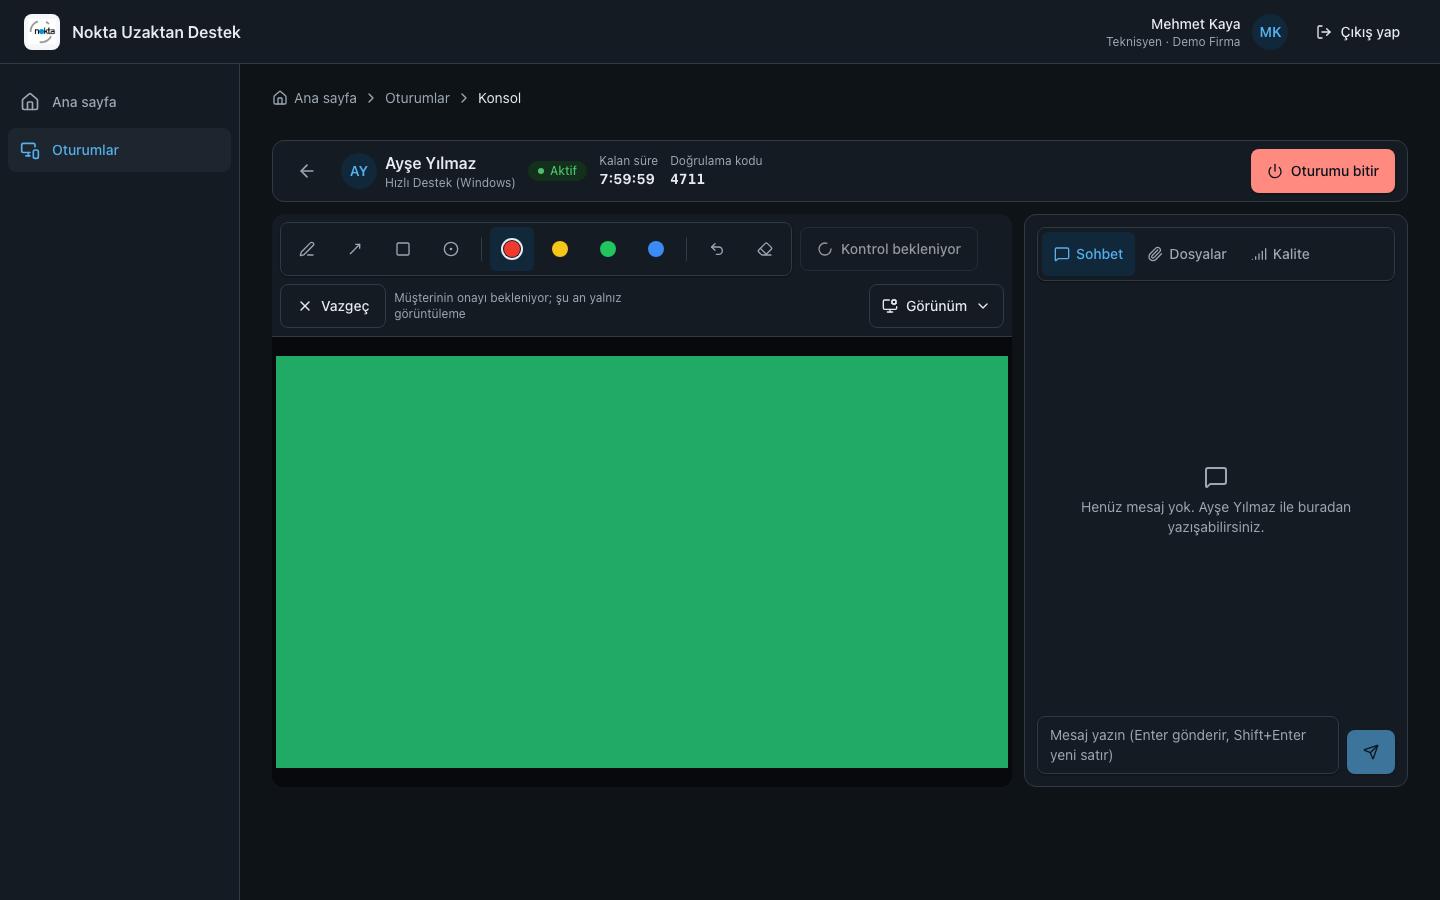 nokta
Nokta Uzaktan Destek
Mehmet Kaya
Teknisyen · Demo Firma
MK
Çıkış yap
Ana sayfa
Oturumlar
Ana sayfa
Oturumlar
Konsol
AY
Ayşe Yılmaz
Hızlı Destek (Windows)
Aktif
Kalan süre
7:59:59
Doğrulama kodu
4711
Oturumu bitir
Kontrol bekleniyor
Vazgeç
Müşterinin onayı bekleniyor; şu an yalnız
görüntüleme
Görünüm
Sohbet
Dosyalar
Kalite
Henüz mesaj yok. Ayşe Yılmaz ile buradan
yazışabilirsiniz.
Mesaj yazın (Enter gönderir, Shift+Enter
yeni satır)